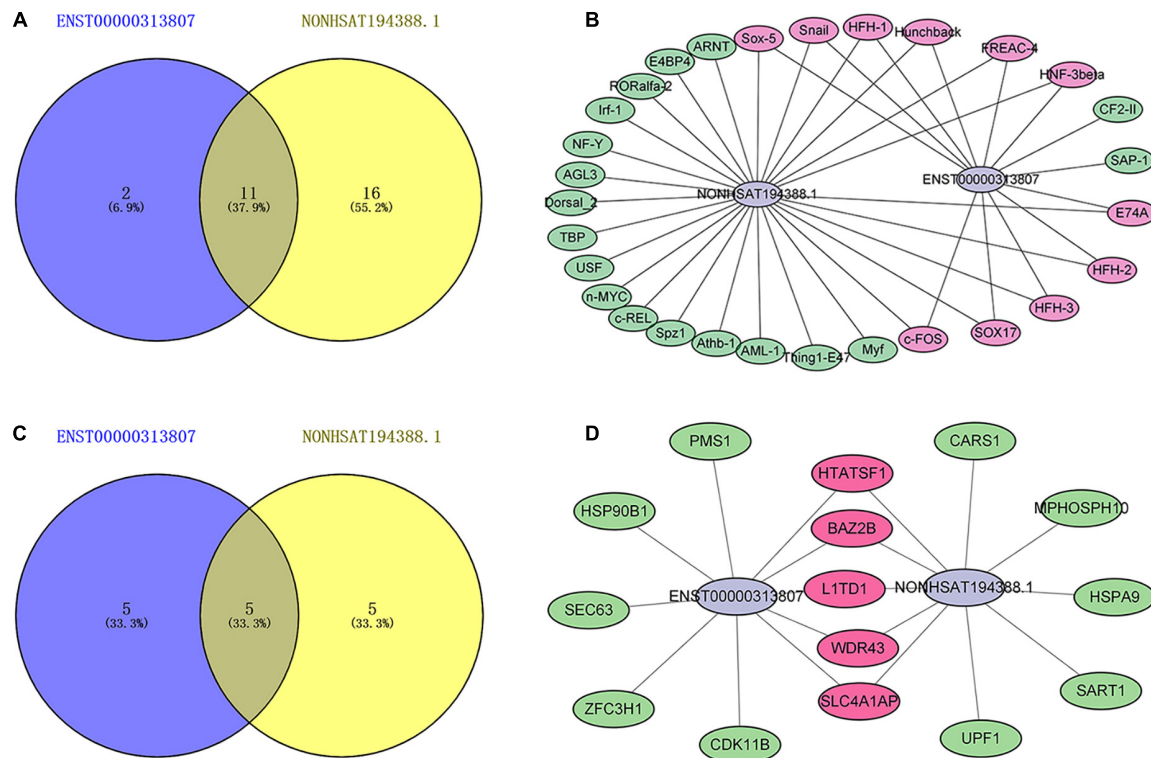 A
ENST00000313807
NONHSAT194388.1
2
(6.9%)
11
(37.9%)
16
(55.2%)
B
Sox-5
Snail
HFH-1
Hunchback
FREAC-4
HNF-3beta
CF2-II
SAP-1
E74A
HFH-2
HFH-3
SOX17
c-FOS
Myf
Thing1-E47
AML-1
Athb-1
Spz1
c-REL
n-MYC
USF
TBP
Dorsal_2
AGL3
NF-Y
Irf-1
RORalfa-2
E4BP4
ARNT
NONHSAT194388.1
ENST00000313807
C
ENST00000313807
NONHSAT194388.1
5
(33.3%)
5
(33.3%)
5
(33.3%)
D
PMS1
CARS1
HTATSF1
HSP90B1
BAZ2B
MPHOSPH10
SEC63
ENST00000313807
L1TD1
NONHSAT194388.1
HSPA9
WDR43
ZFC3H1
SLC4A1AP
SART1
CDK11B
UPF1